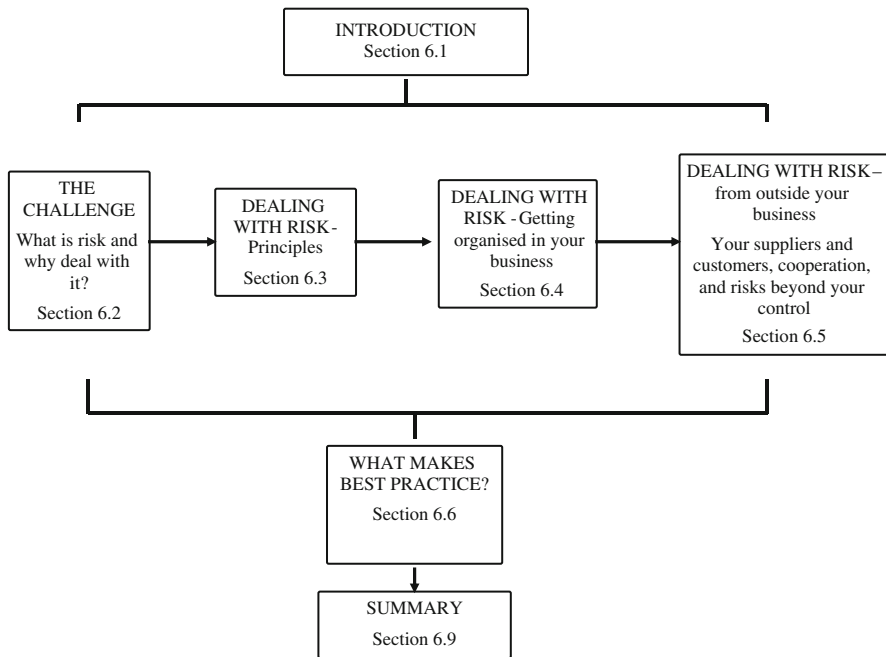 INTRODUCTION
Section 6.1
THE
CHALLENGE
What is risk and
why deal with
it?
Section 6.2
DEALING
WITH RISK-
Principles
Section 6.3
DEALING WITH
RISK - Getting
organised in your
business
Section 6.4
DEALING WITH RISK–
from outside your
business
Your suppliers and
customers, cooperation,
and risks beyond your
control
Section 6.5
WHAT MAKES
BEST PRACTICE?
Section 6.6
SUMMARY
Section 6.9